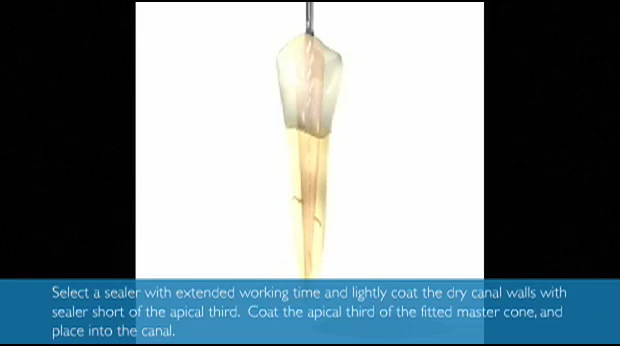 Select a sealer with extended working time and lightly coat the dry canal walls with
sealer short of the apical third.  Coat the apical third of the fitted master cone, and
place into the canal.